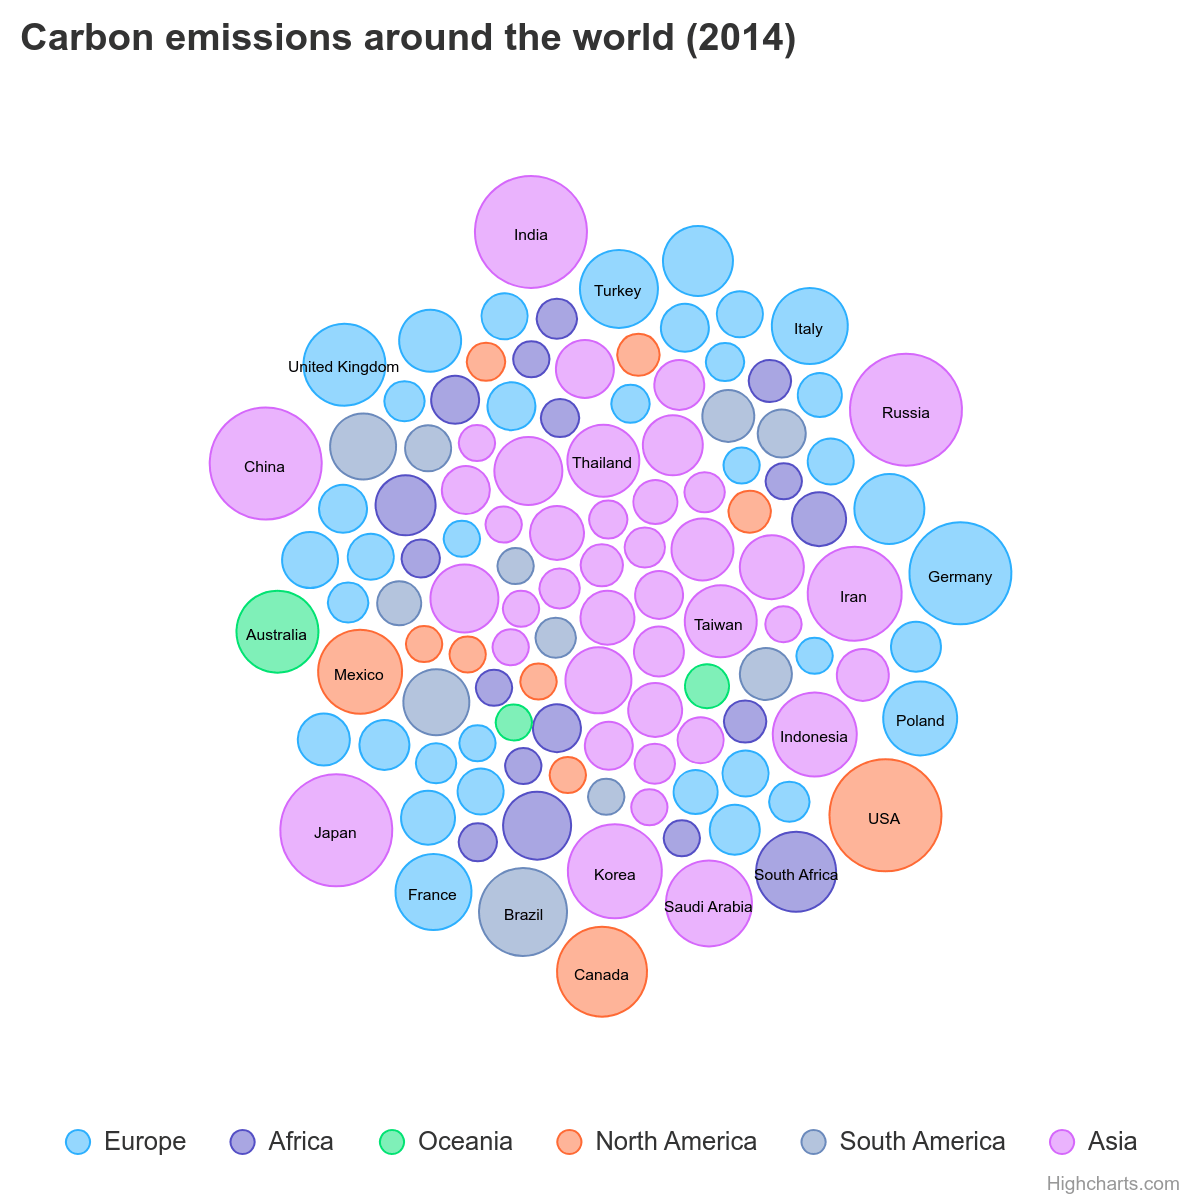 Carbon emissions around the world (2014)
India
Turkey
Italy
United Kingdom
Russia
China
Thailand
Germany
Iran
Taiwan
Australia
Mexico
Poland
Indonesia
USA
Japan
Korea
South Africa
France
Saudi Arabia
Brazil
Canada
Europe Africa Oceania North America South America Asia
Highcharts.com